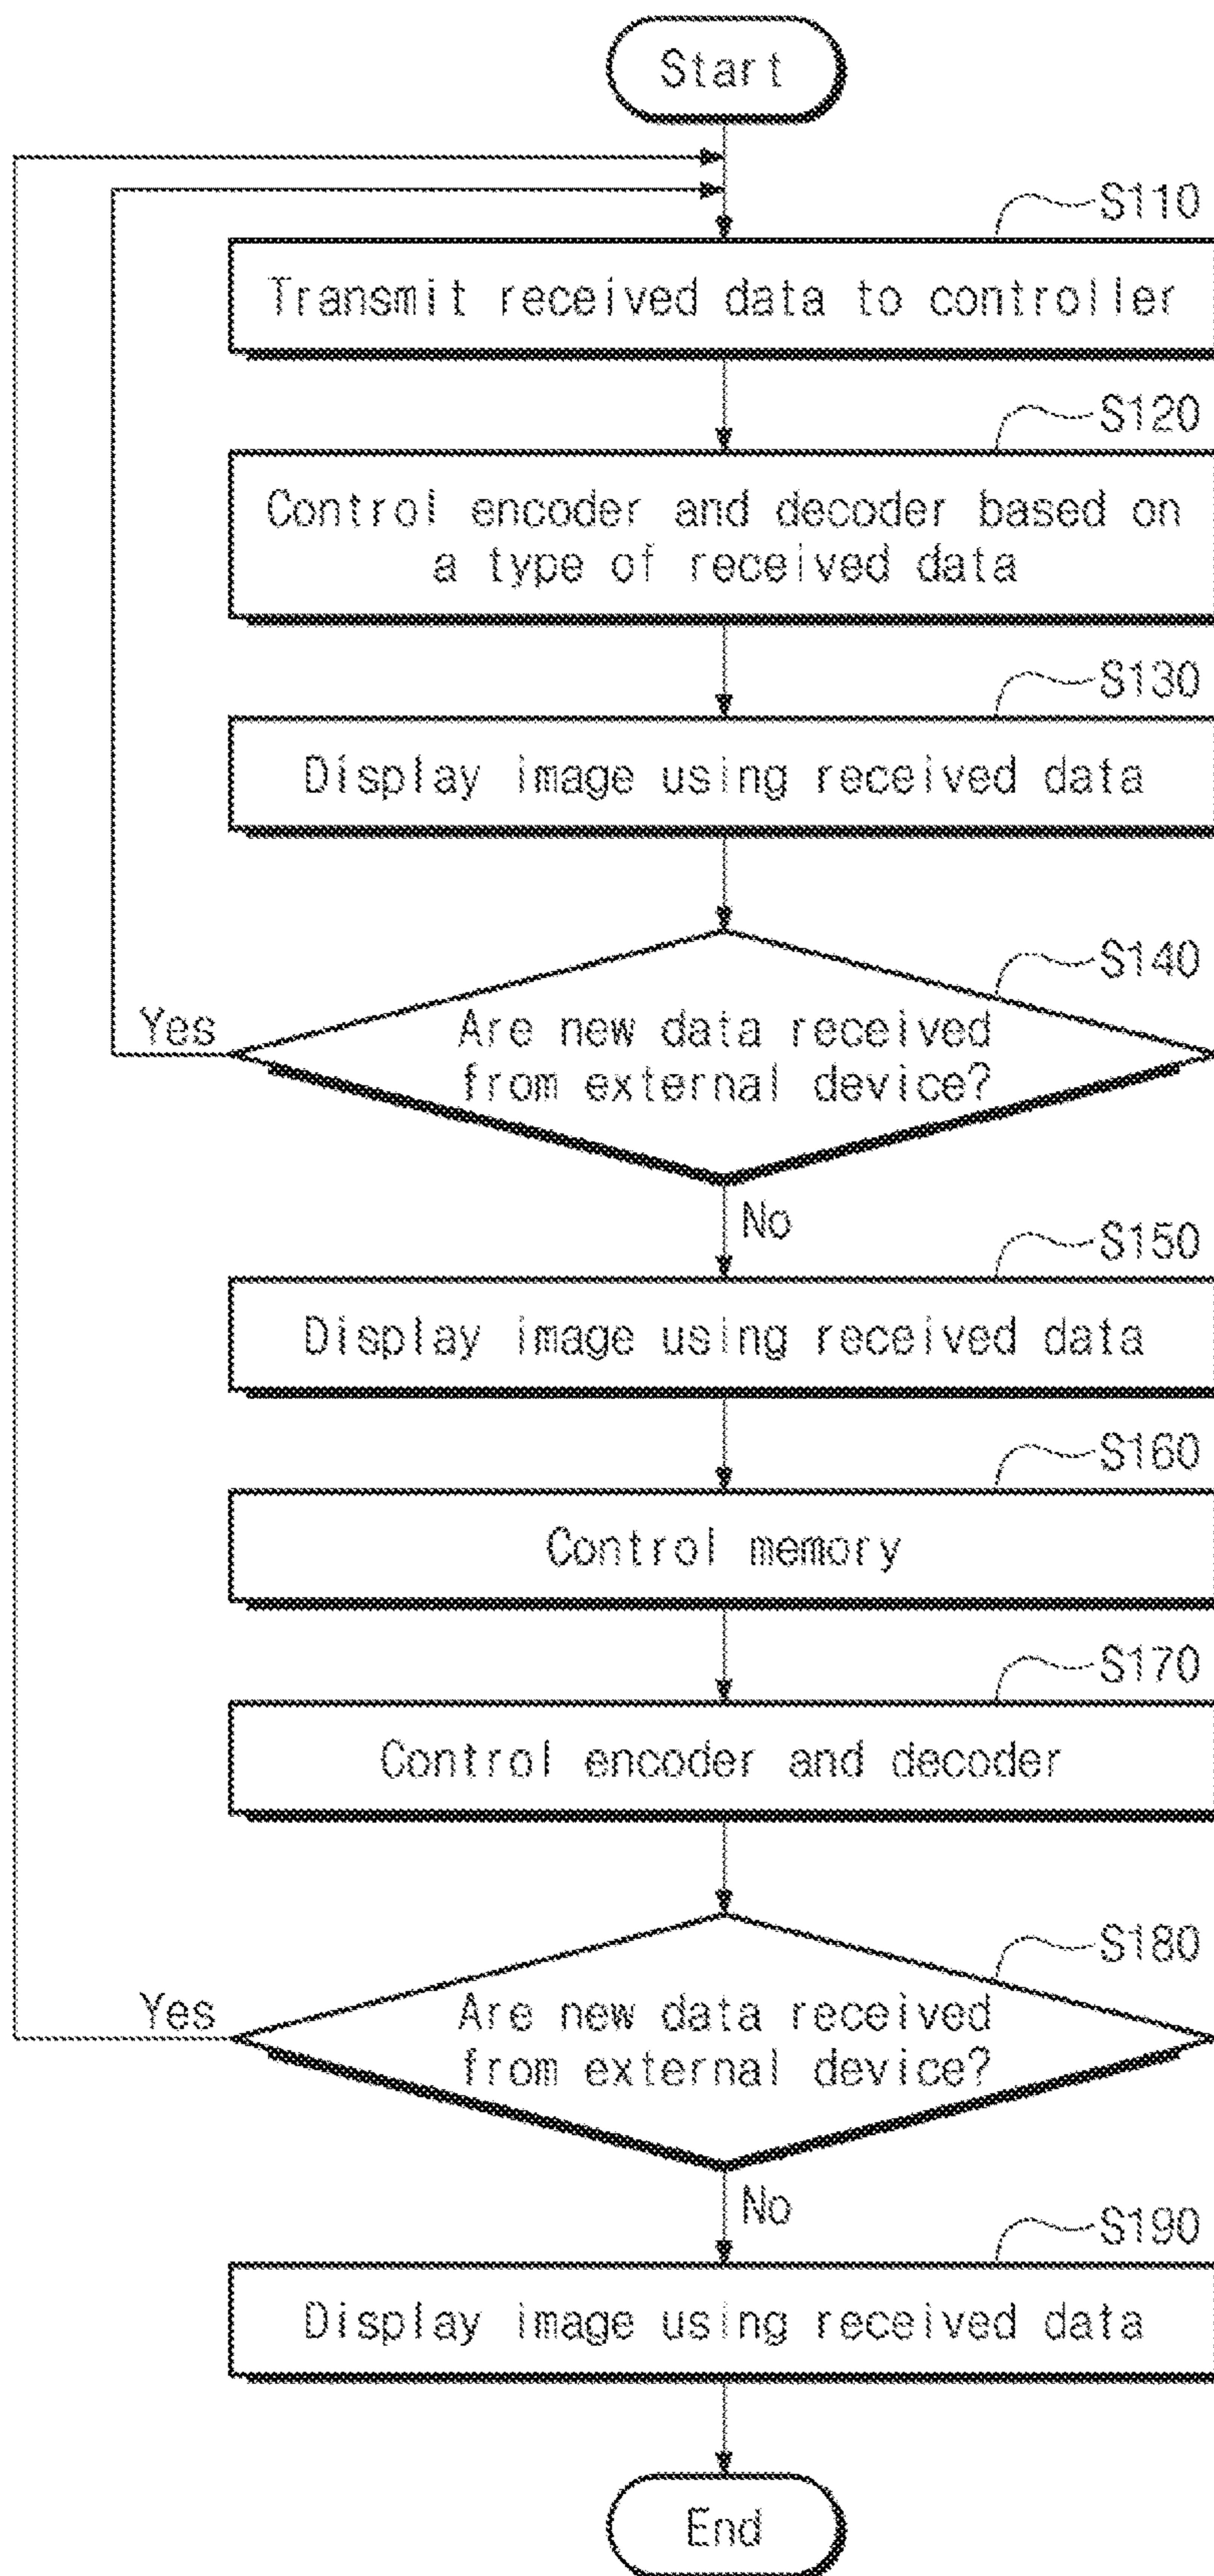 Start
S110
Transmit received data to controller
S120
Control encoder and decoder based on
a type of received data
S130
Display image using received data
S140
Yes
Are new data received
from external device?
No
S150
Display image using received data
S160
Control memory
S170
Control encoder and decoder
S180
Yes
Are new data received
from external device?
No
S190
Display image using received data
End